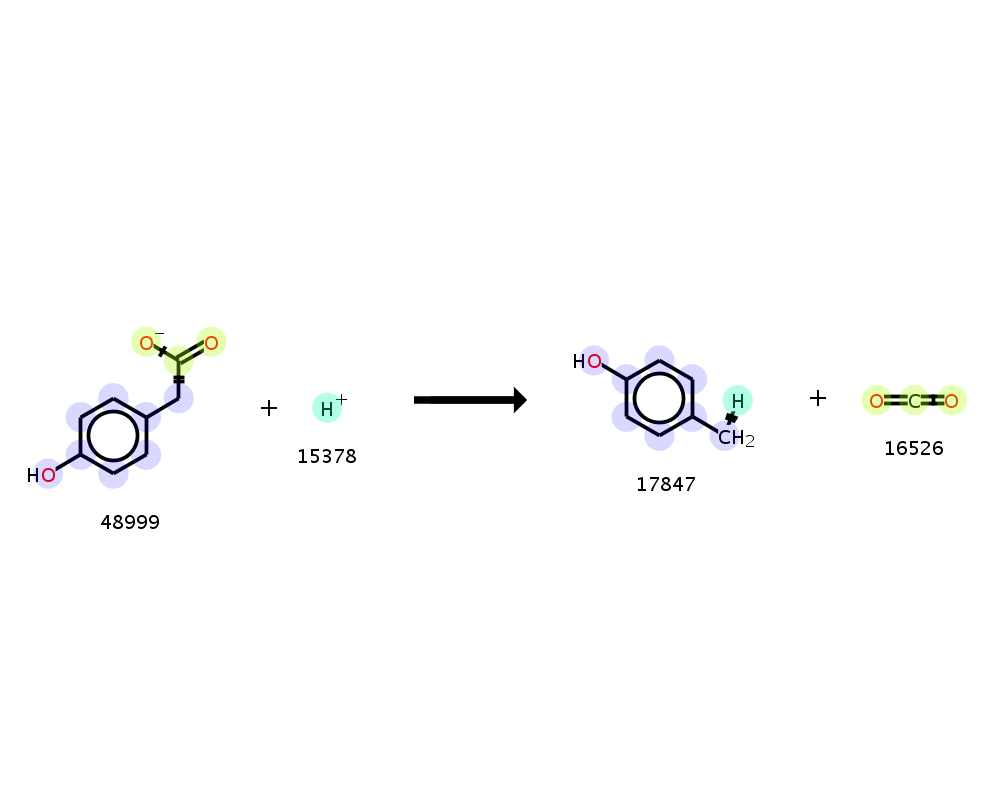 O⁻ O
HO
48999
+
H⁺
15378
HO
H
CH₂
17847
+
O C O
16526